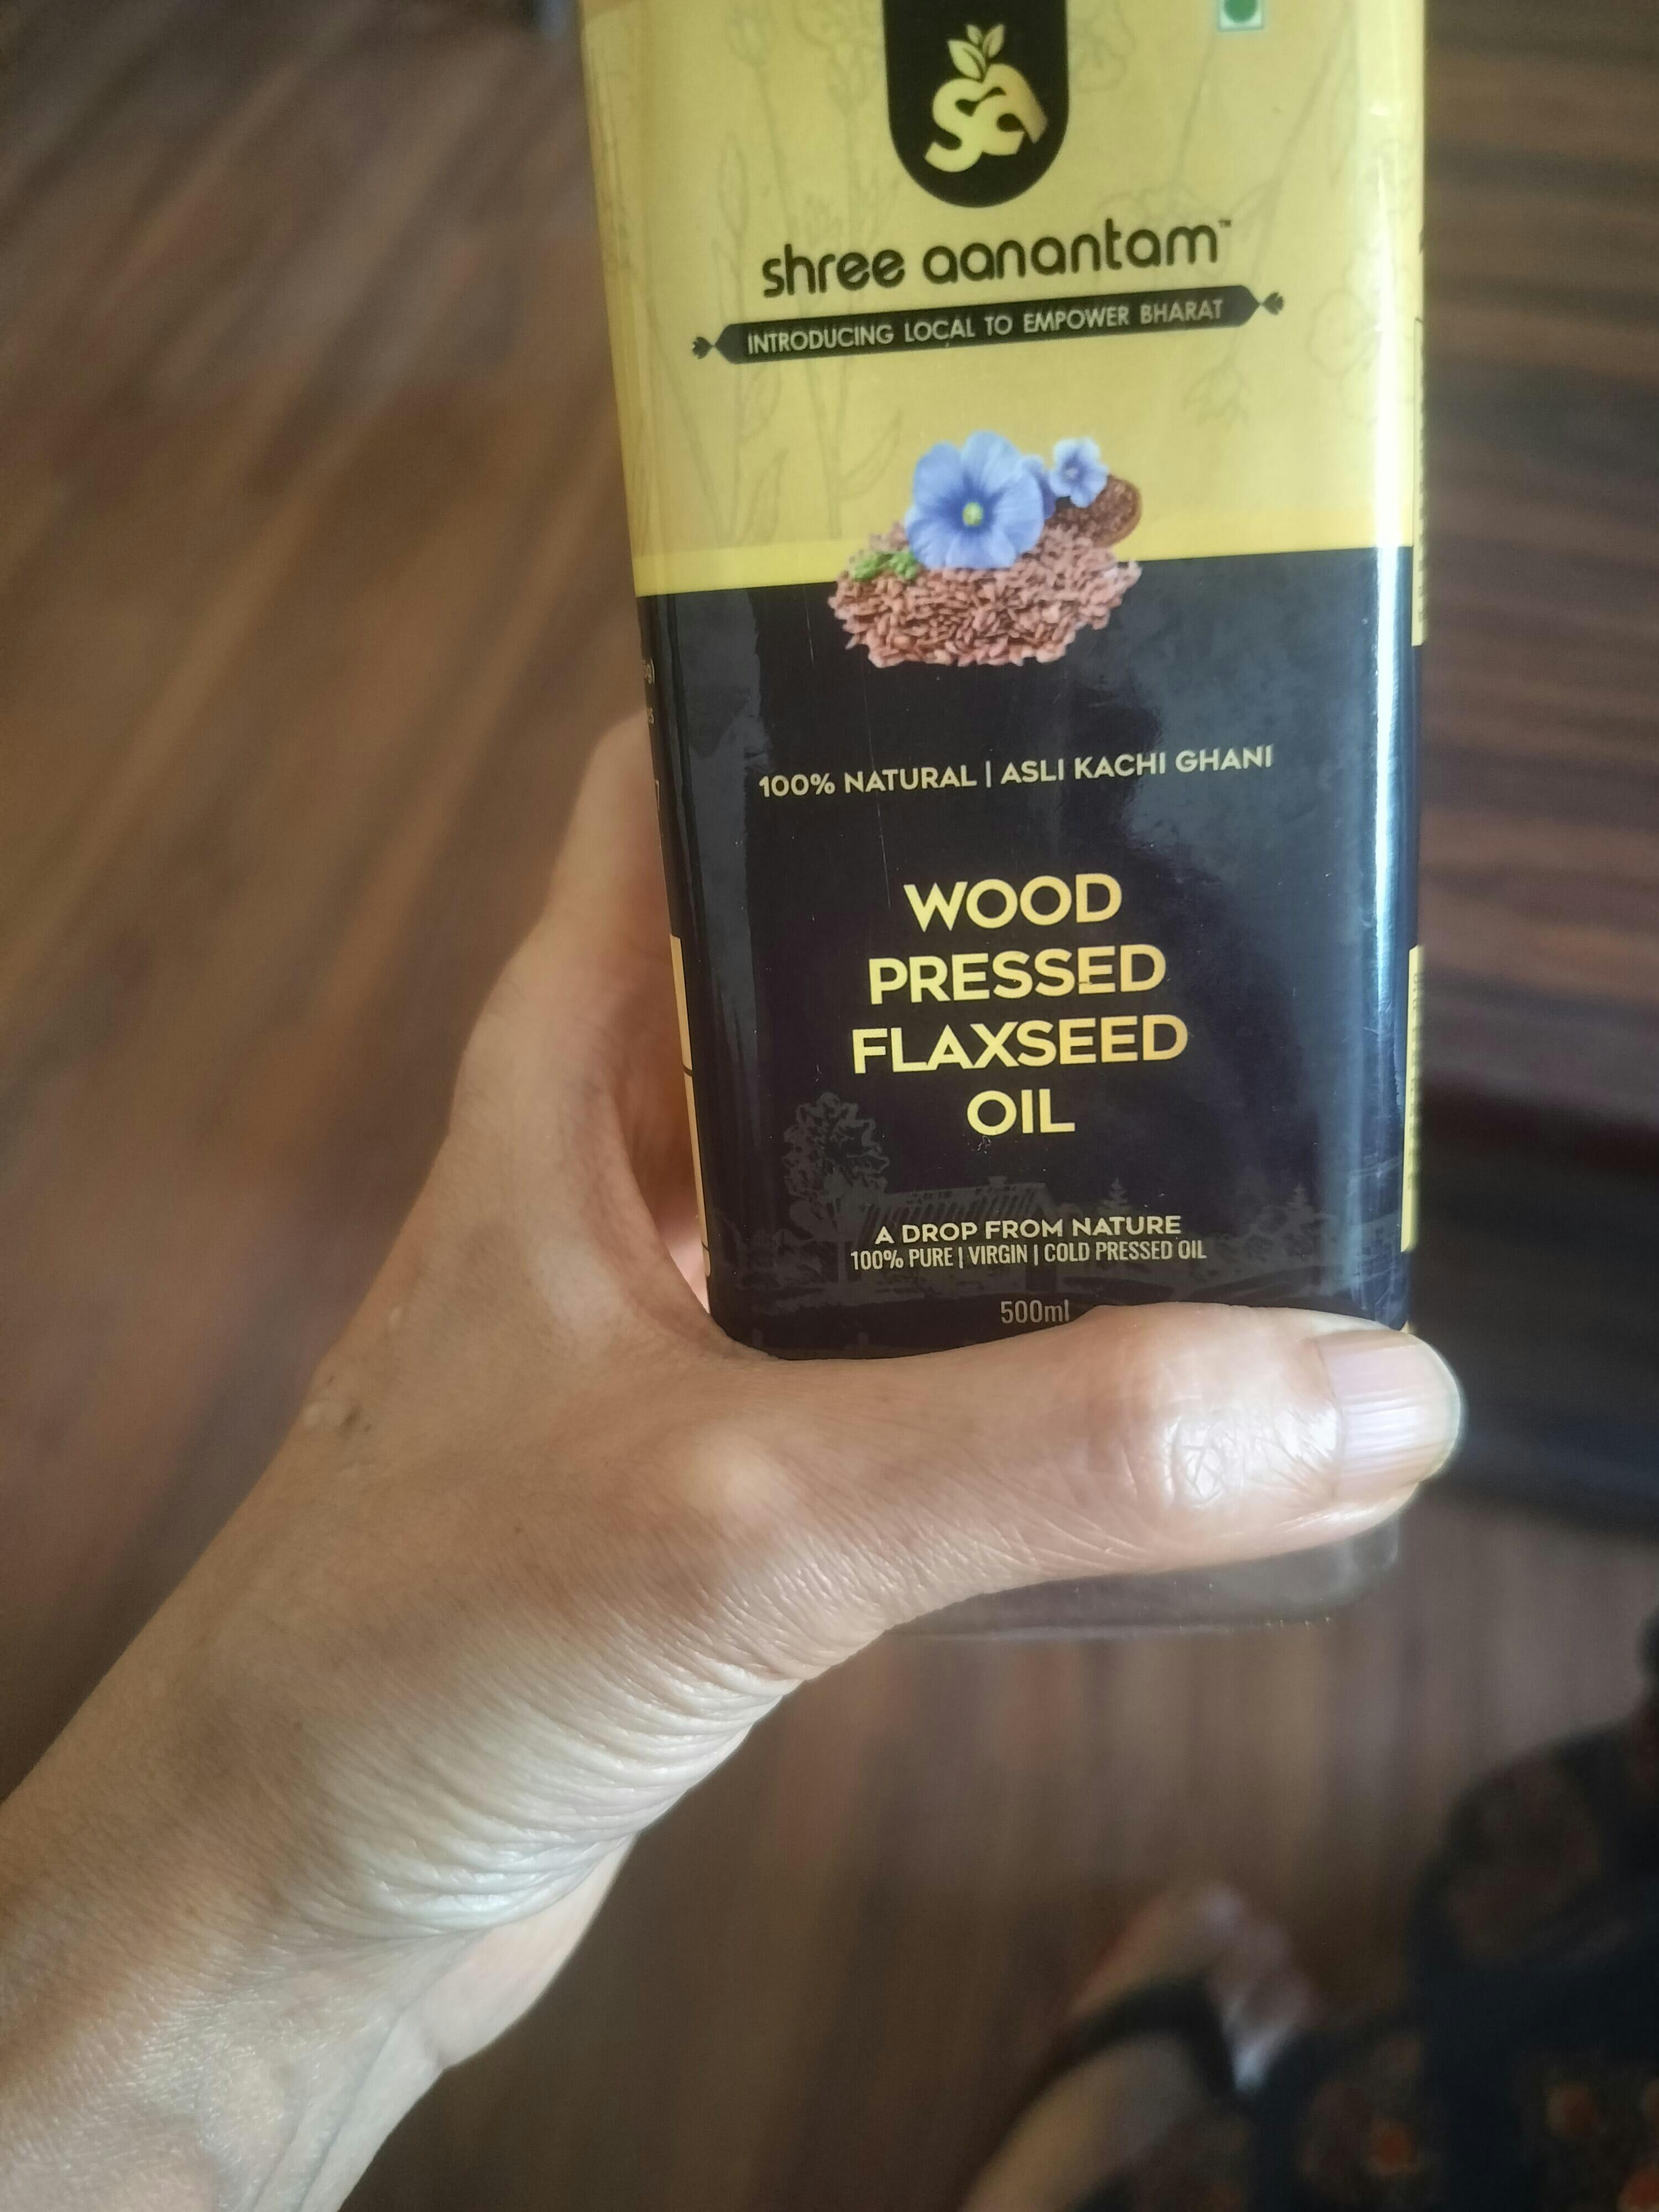 sa
shree aanantam™
INTRODUCING LOCAL TO EMPOWER BHARAT
100% NATURAL | ASLI KACHI GHANI
WOOD
PRESSED
FLAXSEED
OIL
A DROP FROM NATURE
100% PURE | VIRGIN | COLD PRESSED OIL
500ml